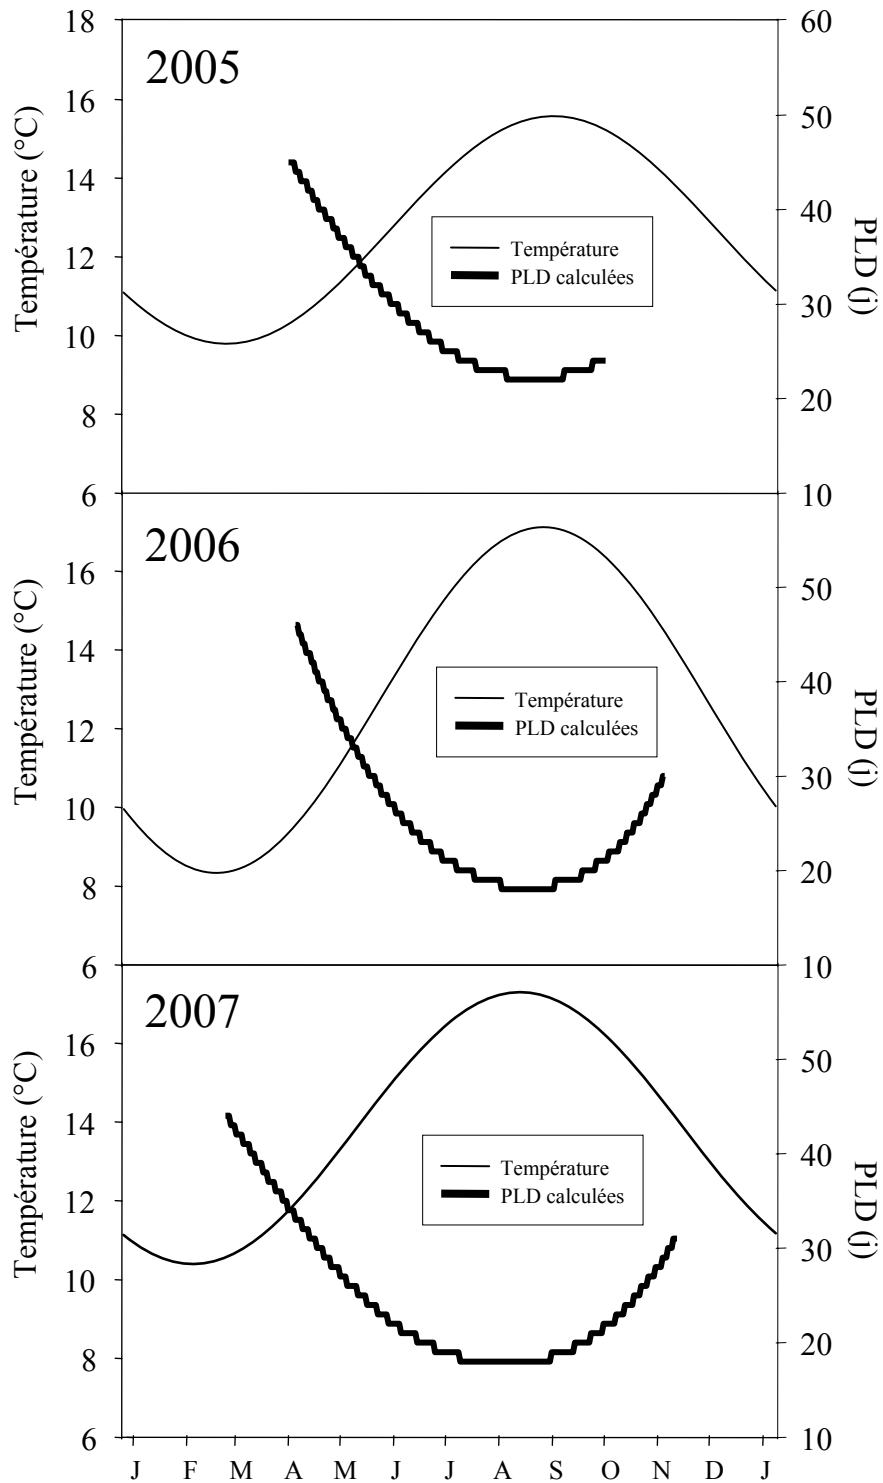 18
60
2005
16
50
14
40
Température (°C)
PLD (j)
Température
PLD calculées
12
30
10
8
20
6
10
2006
16
50
14
40
Température (°C)
PLD (j)
Température
PLD calculées
12
30
10
8
20
6
10
2007
16
50
14
40
Température (°C)
PLD (j)
Température
PLD calculées
12
30
10
8
20
6
10
J F M A M J J A S O N D J